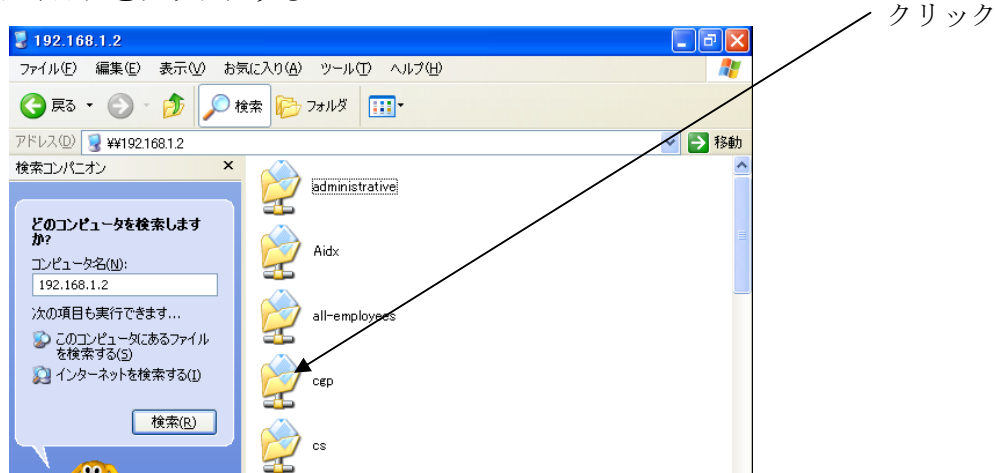 クリック
192.168.1.2
ファイル(F) 編集(E) 表示(V) お気に入り(A) ツール(T) ヘルプ(H)
戻る 検索 フォルダ
アドレス(D) ¥¥192.168.1.2 移動
検索コンパニオン ×
どのコンピュータを検索します
か?
コンピュータ名(N):
192.168.1.2
次の項目も実行できます...
このコンピュータにあるファイル
を検索する(S)
インターネットを検索する(I)
検索(R)
administrative
Aidx
all-employees
cgp
cs